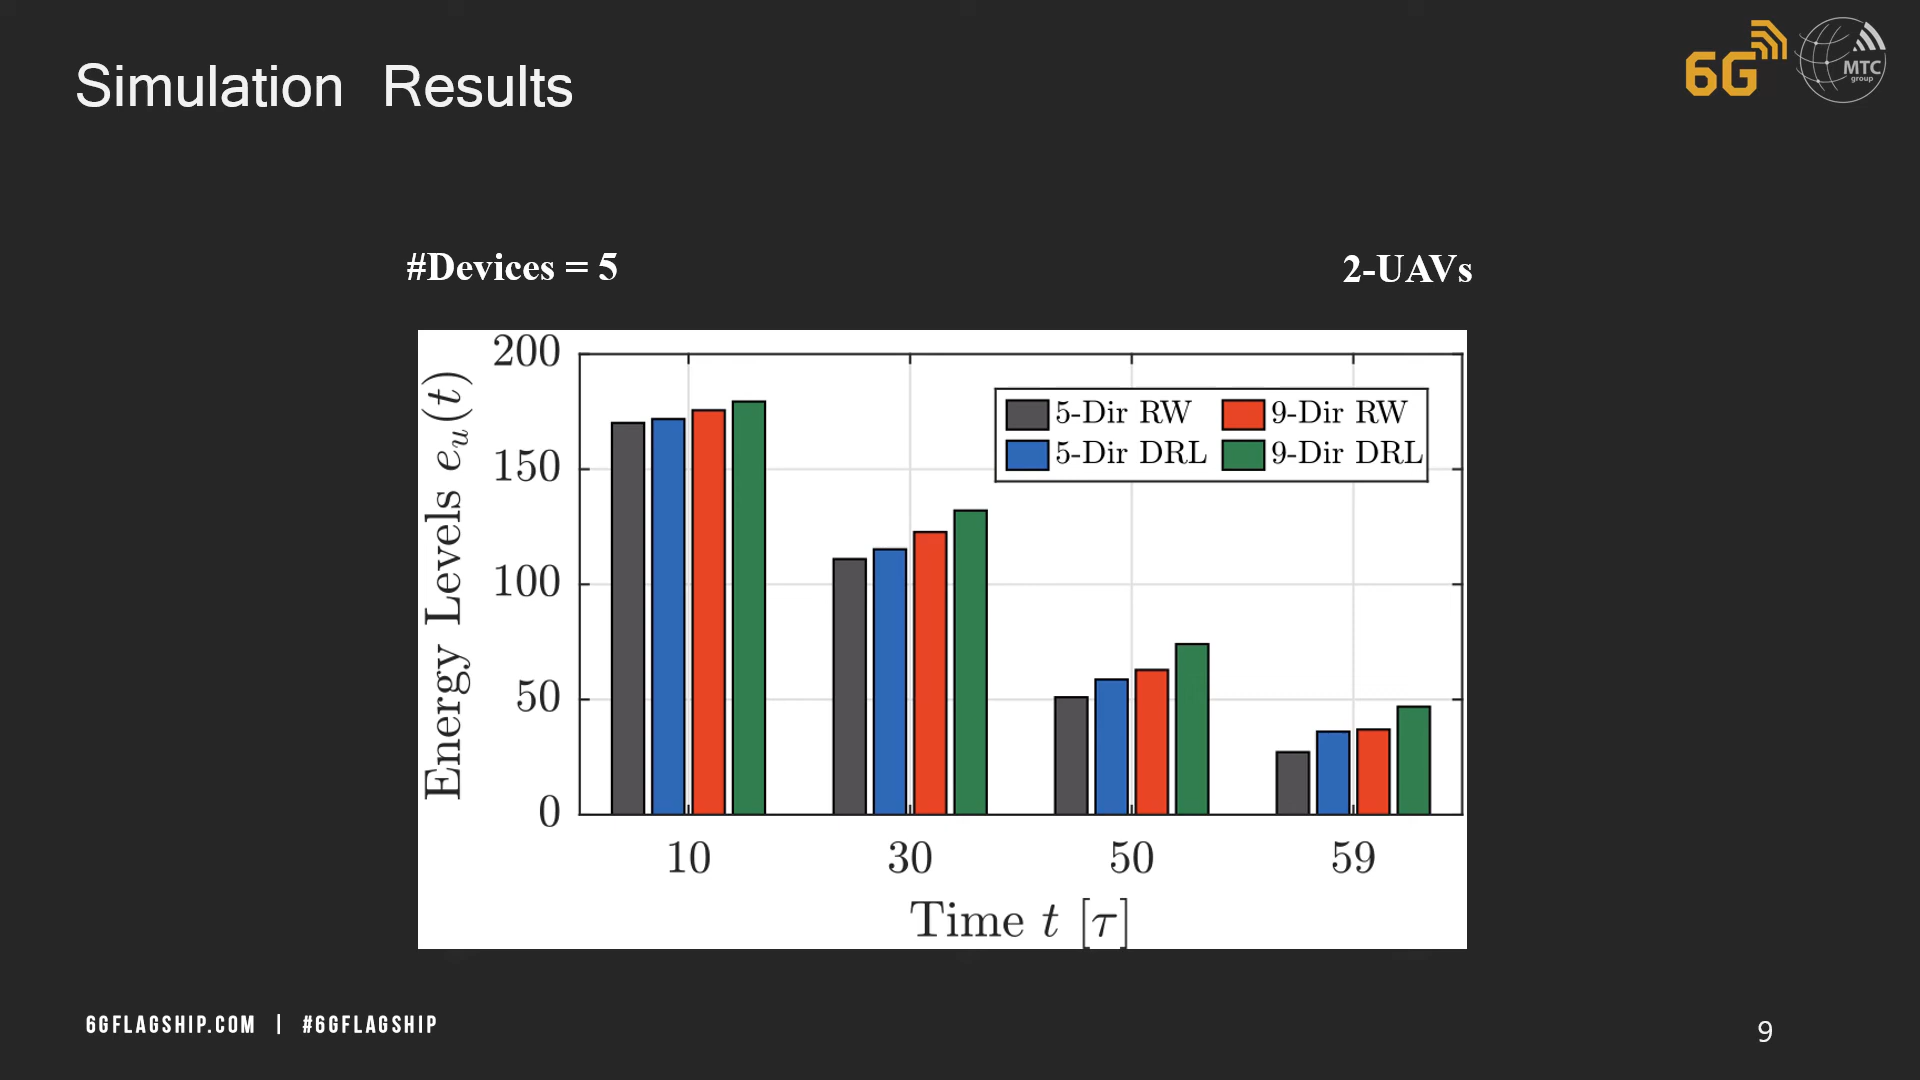 Simulation Results
6G
MTC
group
#Devices = 5
2-UAVs
200
150
100
50
0
Energy Levels e_u(t)
5-Dir RW
9-Dir RW
5-Dir DRL
9-Dir DRL
10 30 50 59
Time t [τ]
6GFLAGSHIP.COM | #6GFLAGSHIP
9